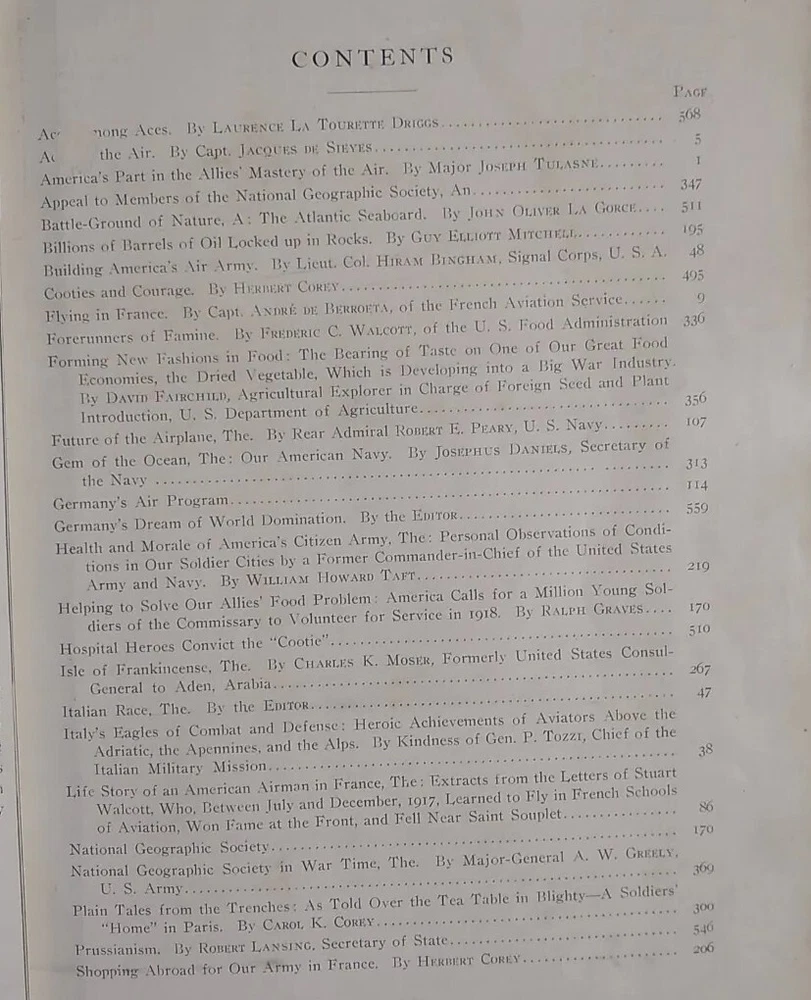 CONTENTS
PAGE
Aces. By LAURENCE LA TOURETTE DRIGGS 568
the Air. By Capt. JACQUES DE SIEYES 5
America's Part in the Allies' Mastery of the Air. By Major JOSEPH TULASNE 1
Appeal to Members of the National Geographic Society, An 347
Battle-Ground of Nature, A: The Atlantic Seaboard. By JOHN OLIVER LA GORCE 511
Billions of Barrels of Oil Locked up in Rocks. By GUY ELLIOTT MITCHELL 195
Building America's Air Army. By Lieut. Col. HIRAM BINGHAM, Signal Corps, U. S. A. 48
Cooties and Courage. By HERBERT COREY 495
Flying in France. By Capt. ANDRÉ DE BERROETA, of the French Aviation Service 9
Forerunners of Famine. By FREDERIC C. WALCOTT, of the U. S. Food Administration 336
Forming New Fashions in Food: The Bearing of Taste on One of Our Great Food
Economies, the Dried Vegetable, Which is Developing into a Big War Industry.
By DAVID FAIRCHILD, Agricultural Explorer in Charge of Foreign Seed and Plant
Introduction, U. S. Department of Agriculture 356
Future of the Airplane, The. By Rear Admiral ROBERT E. PEARY, U. S. Navy 107
Gem of the Ocean, The: Our American Navy. By JOSEPHUS DANIELS, Secretary of
the Navy 313
Germany's Air Program 114
Germany's Dream of World Domination. By the EDITOR 559
Health and Morale of America's Citizen Army, The: Personal Observations of Condi-
tions in Our Soldier Cities by a Former Commander-in-Chief of the United States
Army and Navy. By WILLIAM HOWARD TAFT 219
Helping to Solve Our Allies' Food Problem: America Calls for a Million Young Sol-
diers of the Commissary to Volunteer for Service in 1918. By RALPH GRAVES 170
Hospital Heroes Convict the "Cootie" 510
Isle of Frankincense, The. By CHARLES K. MOSER, Formerly United States Consul-
General to Aden, Arabia 267
Italian Race, The. By the EDITOR 47
Italy's Eagles of Combat and Defense: Heroic Achievements of Aviators Above the
Adriatic, the Apennines, and the Alps. By Kindness of Gen. P. TOZZI, Chief of the
Italian Military Mission 38
Life Story of an American Airman in France, The: Extracts from the Letters of Stuart
Walcott, Who, Between July and December, 1917, Learned to Fly in French Schools
of Aviation, Won Fame at the Front, and Fell Near Saint Souplet 86
National Geographic Society 170
National Geographic Society in War Time, The. By Major-General A. W. GREELY,
U. S. Army 369
Plain Tales from the Trenches: As Told Over the Tea Table in Blighty—A Soldiers'
"Home" in Paris. By CAROL K. COREY 300
Prussianism. By ROBERT LANSING, Secretary of State 546
Shopping Abroad for Our Army in France. By HERBERT COREY 206